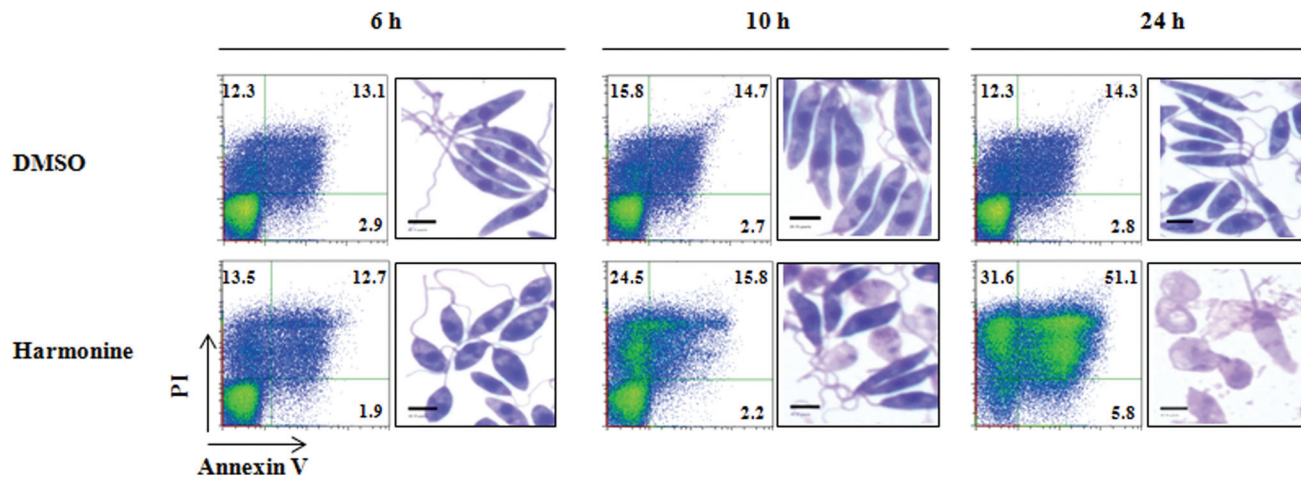 6 h 10 h 24 h
DMSO
12.3 13.1
2.9
15.8 14.7
2.7
12.3 14.3
2.8
Harmonine
13.5 12.7
1.9
24.5 15.8
2.2
31.6 51.1
5.8
PI
Annexin V